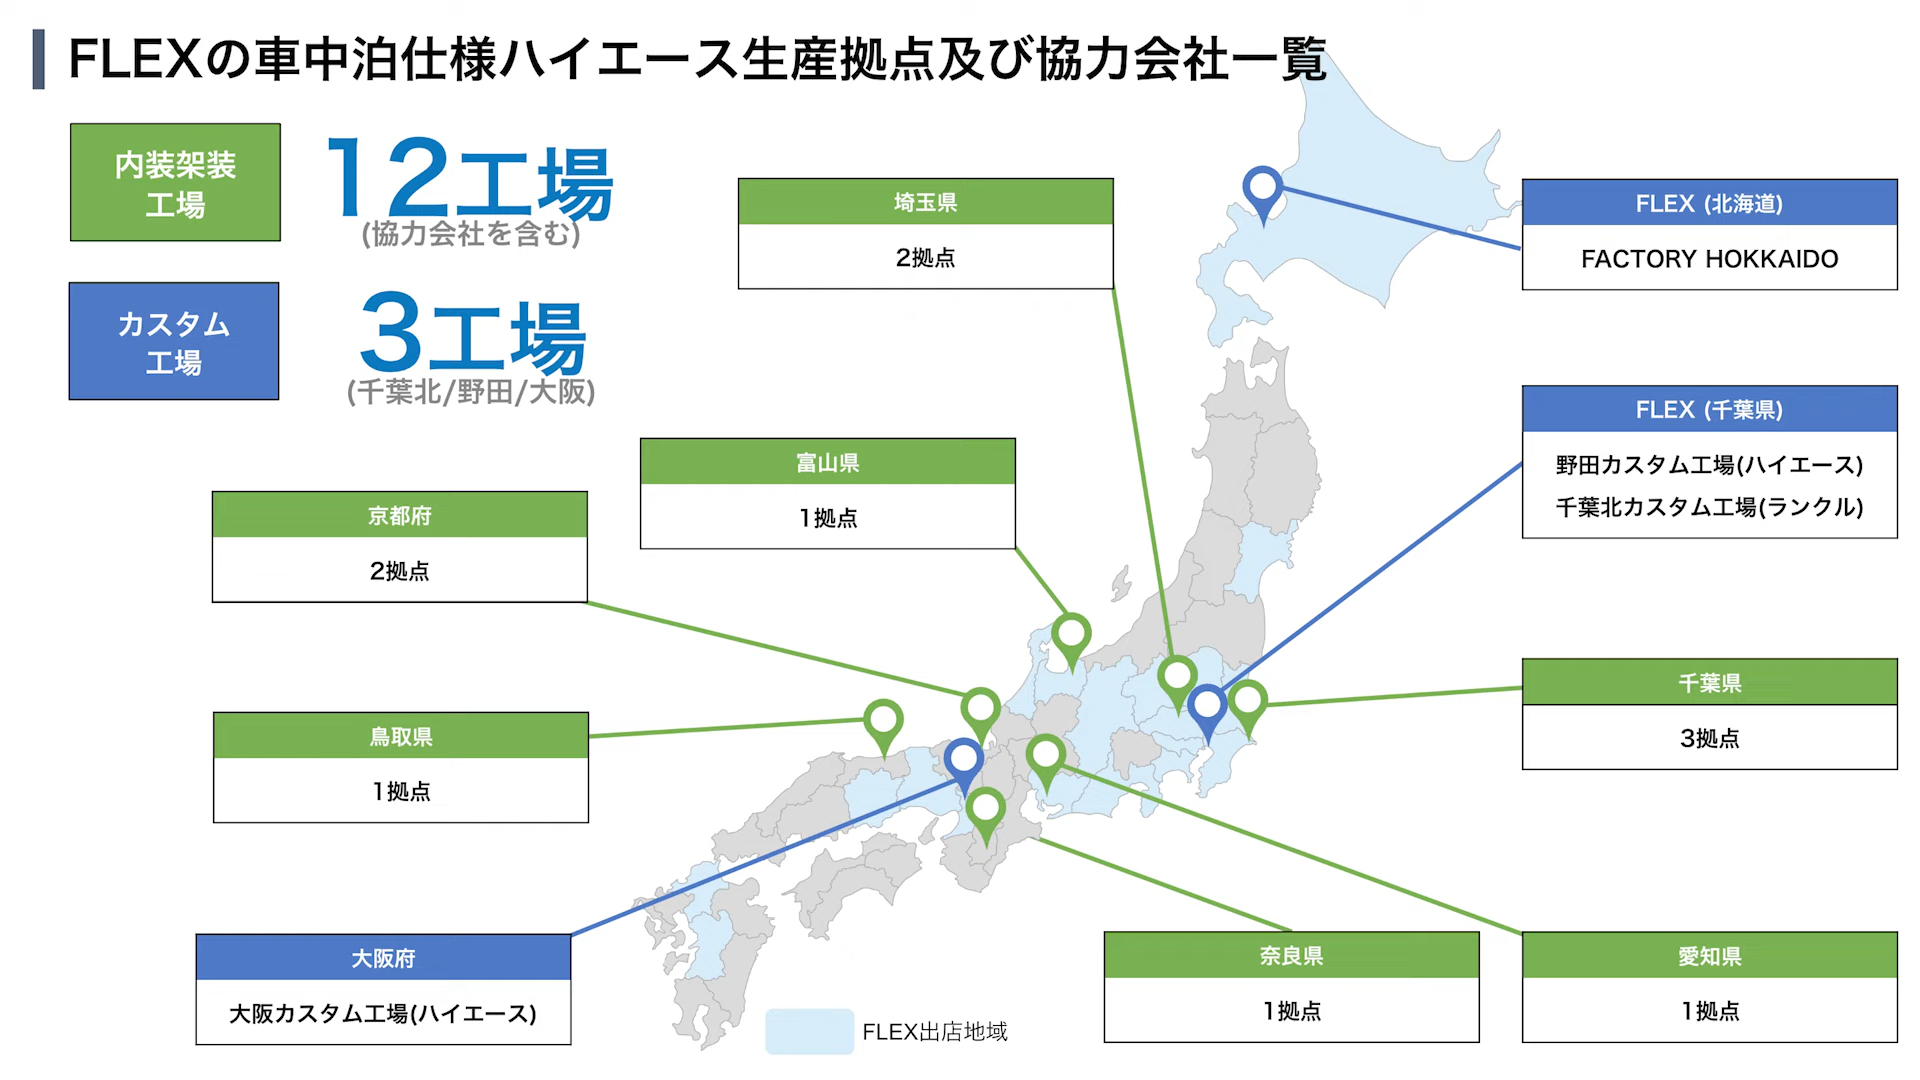 FLEXの車中泊仕様ハイエース生産拠点及び協力会社一覧
内装架装
工場
12工場
(協力会社を含む)
カスタム
工場
3工場
(千葉北/野田/大阪)
埼玉県
2拠点
FLEX (北海道)
FACTORY HOKKAIDO
FLEX (千葉県)
野田カスタム工場(ハイエース)
千葉北カスタム工場(ランクル)
富山県
1拠点
京都府
2拠点
千葉県
3拠点
鳥取県
1拠点
大阪府
大阪カスタム工場(ハイエース)
奈良県
1拠点
愛知県
1拠点
FLEX出店地域